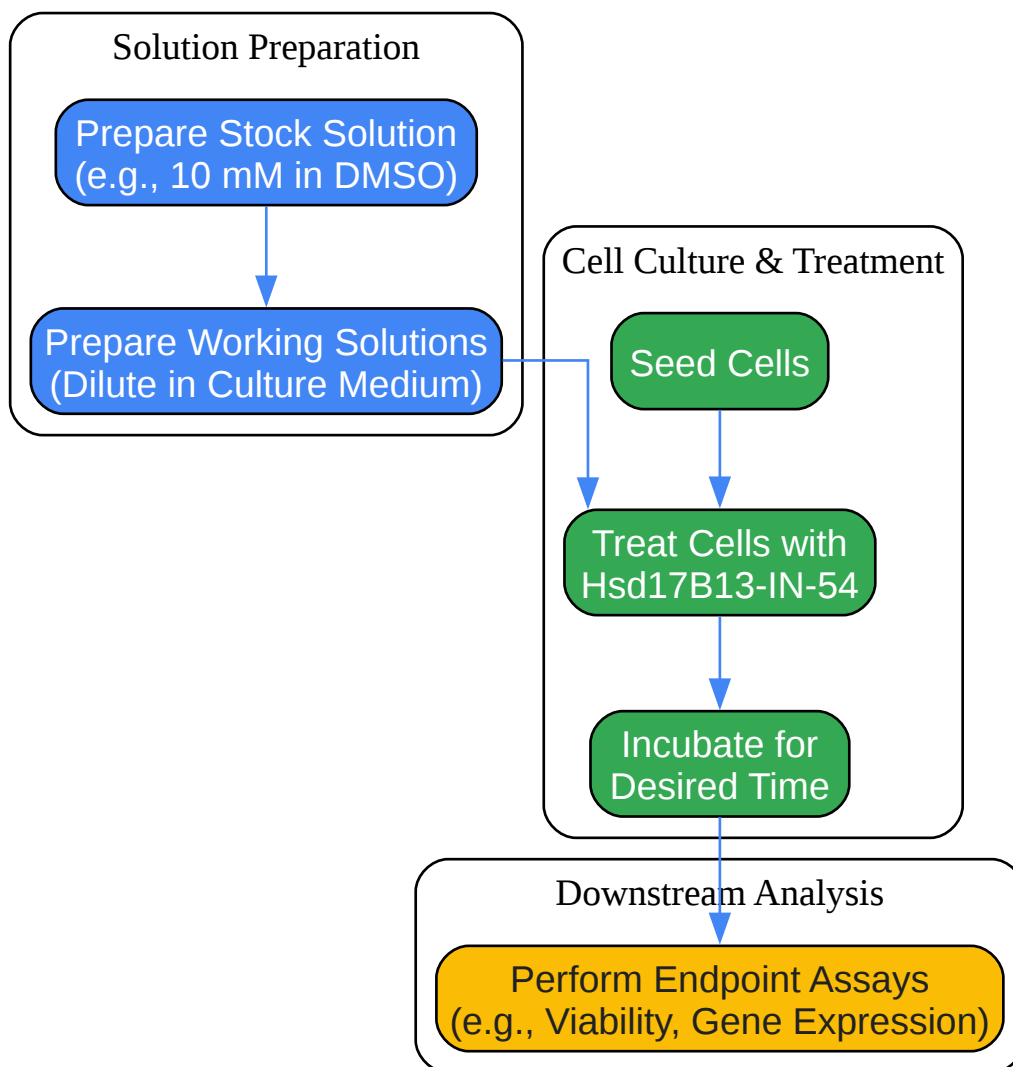 Solution Preparation
Prepare Stock Solution
(e.g., 10 mM in DMSO)
Prepare Working Solutions
(Dilute in Culture Medium)
Cell Culture & Treatment
Seed Cells
Treat Cells with
Hsd17B13-IN-54
Incubate for
Desired Time
Downstream Analysis
Perform Endpoint Assays
(e.g., Viability, Gene Expression)